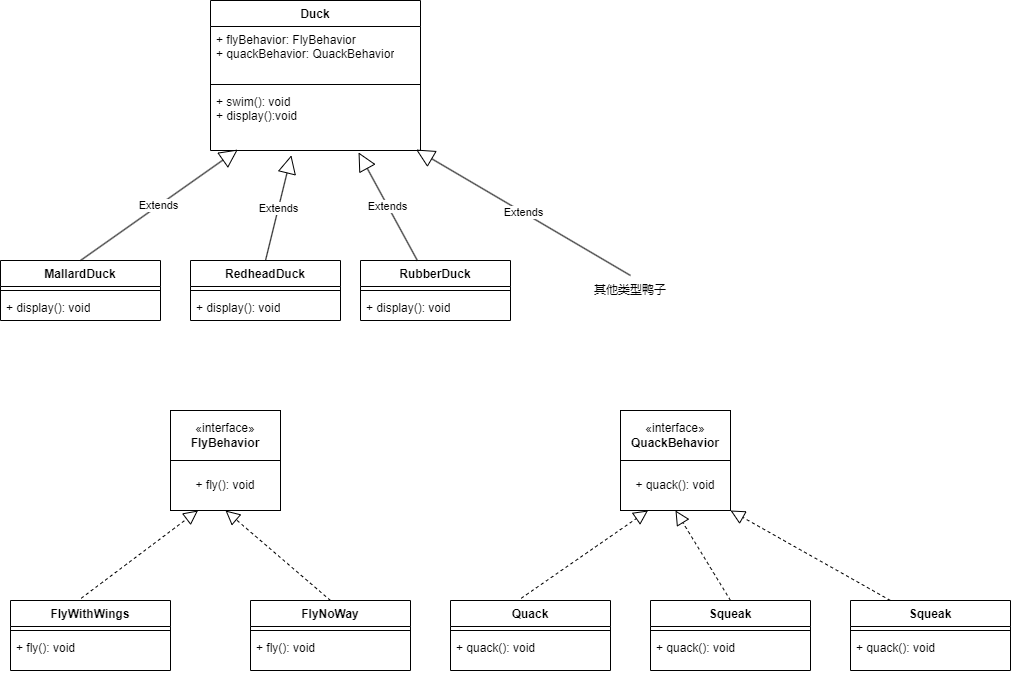 Duck
+ flyBehavior: FlyBehavior
+ quackBehavior: QuackBehavior
+ swim(): void
+ display():void
Extends
Extends
Extends
Extends
MallardDuck
+ display(): void
RedheadDuck
+ display(): void
RubberDuck
+ display(): void
其他类型鸭子
«interface»
FlyBehavior
+ fly(): void
«interface»
QuackBehavior
+ quack(): void
FlyWithWings
+ fly(): void
FlyNoWay
+ fly(): void
Quack
+ quack(): void
Squeak
+ quack(): void
Squeak
+ quack(): void